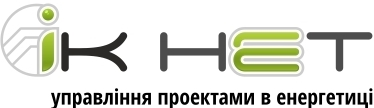 ік нет
управління проектами в енергетиці